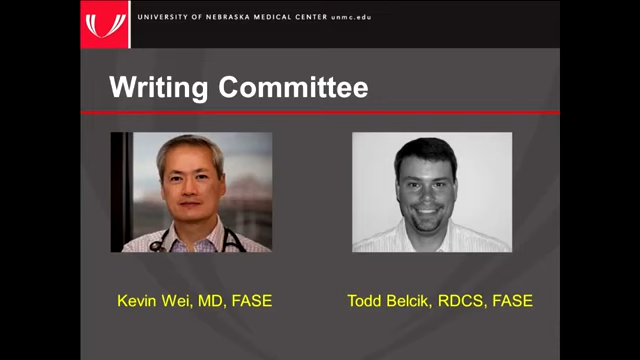 UNIVERSITY OF NEBRASKA MEDICAL CENTER unmc.edu
Writing Committee
Kevin Wei, MD, FASE
Todd Belcik, RDCS, FASE